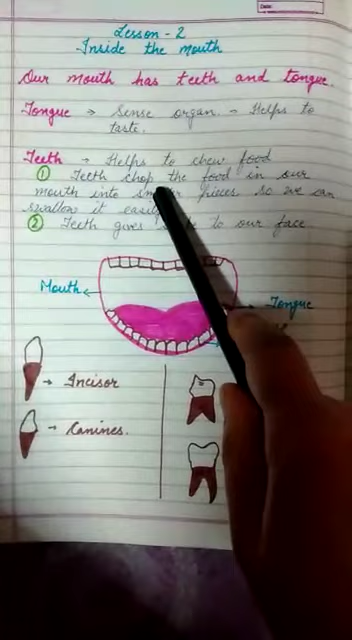 Lesson - 2
Inside the mouth
Our mouth has teeth and tongue.
Tongue → Sense organ. - Helps to
taste.
Teeth → Helps to chew food
① Teeth chop the food in our
mouth into pieces so we can
swallow it easily
② Teeth gives to our face
Mouth
Tongue
→ Incisor
→ Canines.